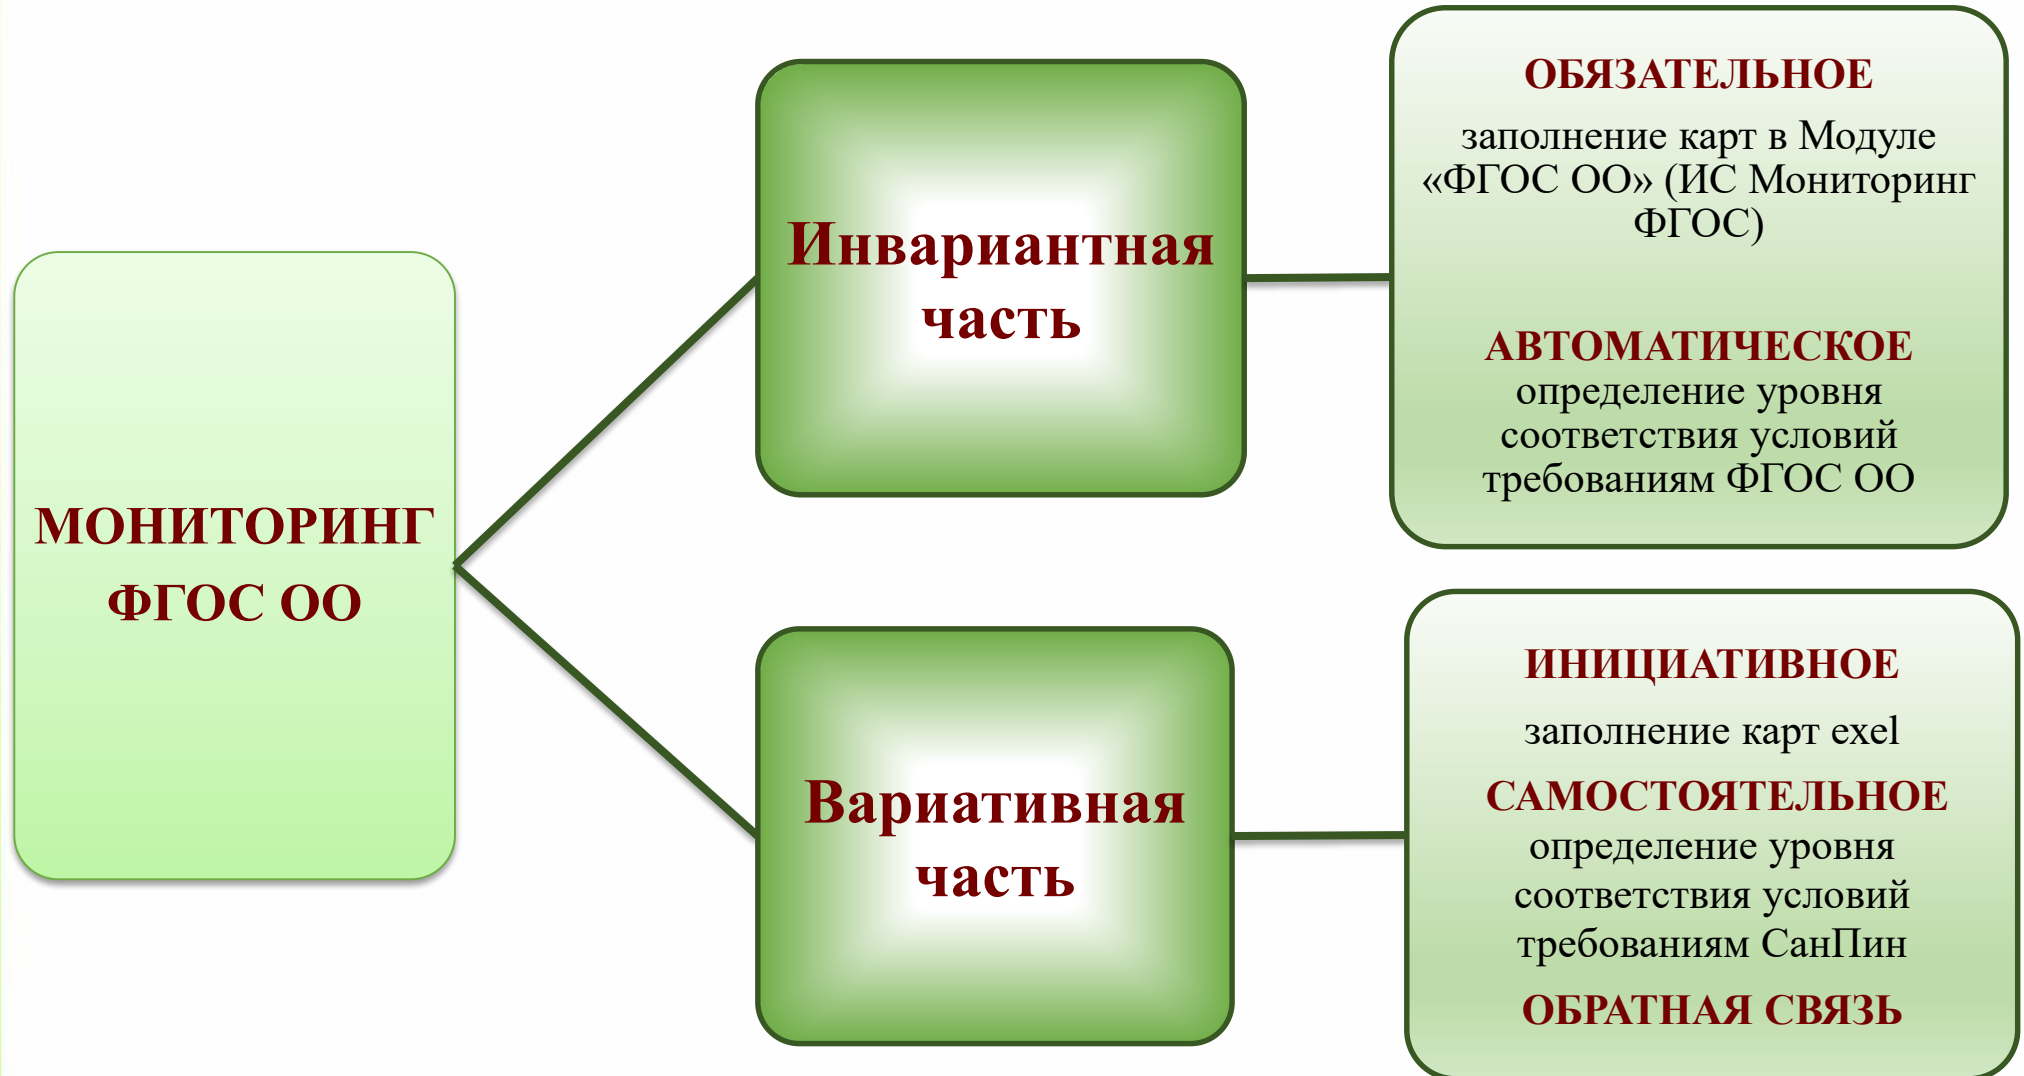 МОНИТОРИНГ
ФГОС ОО
Инвариантная
часть
ОБЯЗАТЕЛЬНОЕ
заполнение карт в Модуле
«ФГОС ОО» (ИС Мониторинг
ФГОС)
АВТОМАТИЧЕСКОЕ
определение уровня
соответствия условий
требованиям ФГОС ОО
Вариативная
часть
ИНИЦИАТИВНОЕ
заполнение карт exel
САМОСТОЯТЕЛЬНОЕ
определение уровня
соответствия условий
требованиям СанПин
ОБРАТНАЯ СВЯЗЬ